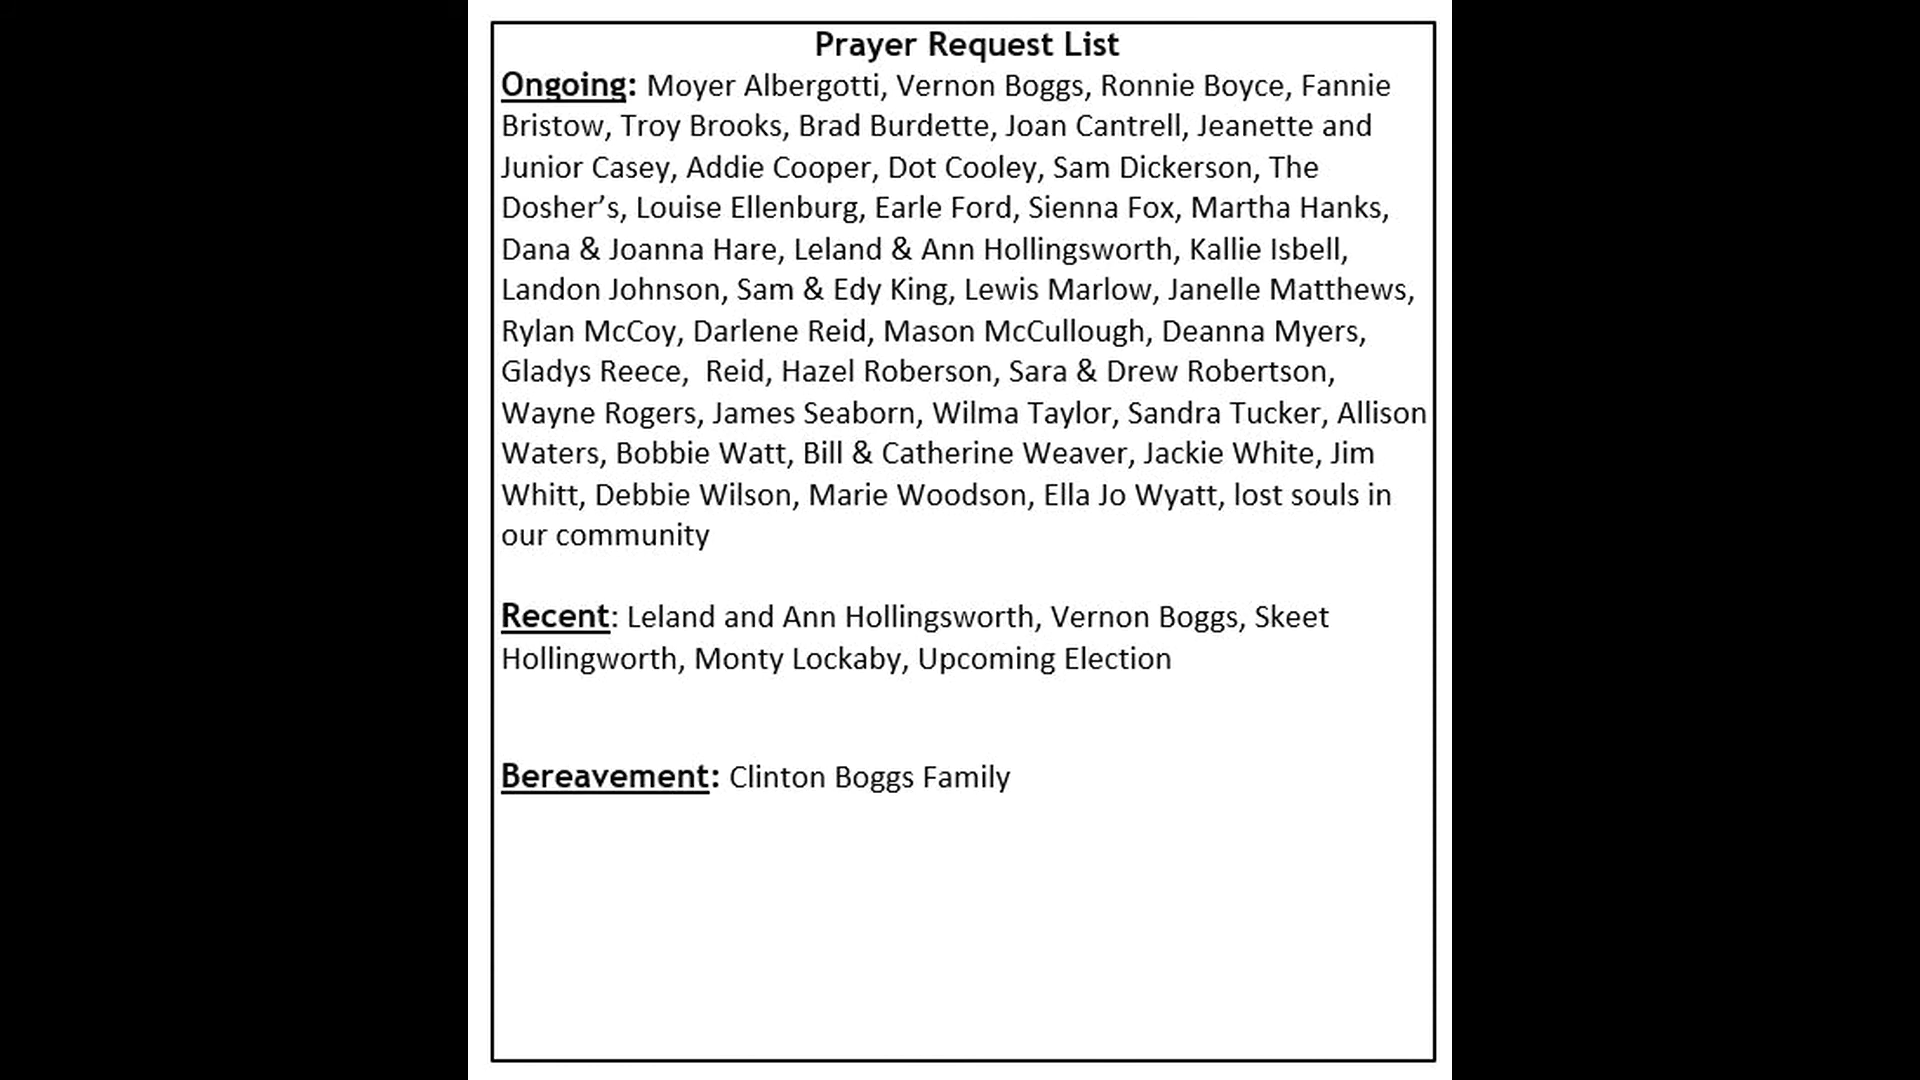 Prayer Request List
Ongoing: Moyer Albergotti, Vernon Boggs, Ronnie Boyce, Fannie
Bristow, Troy Brooks, Brad Burdette, Joan Cantrell, Jeanette and
Junior Casey, Addie Cooper, Dot Cooley, Sam Dickerson, The
Dosher’s, Louise Ellenburg, Earle Ford, Sienna Fox, Martha Hanks,
Dana & Joanna Hare, Leland & Ann Hollingsworth, Kallie Isbell,
Landon Johnson, Sam & Edy King, Lewis Marlow, Janelle Matthews,
Rylan McCoy, Darlene Reid, Mason McCullough, Deanna Myers,
Gladys Reece,  Reid, Hazel Roberson, Sara & Drew Robertson,
Wayne Rogers, James Seaborn, Wilma Taylor, Sandra Tucker, Allison
Waters, Bobbie Watt, Bill & Catherine Weaver, Jackie White, Jim
Whitt, Debbie Wilson, Marie Woodson, Ella Jo Wyatt, lost souls in
our community
Recent: Leland and Ann Hollingsworth, Vernon Boggs, Skeet
Hollingworth, Monty Lockaby, Upcoming Election
Bereavement: Clinton Boggs Family